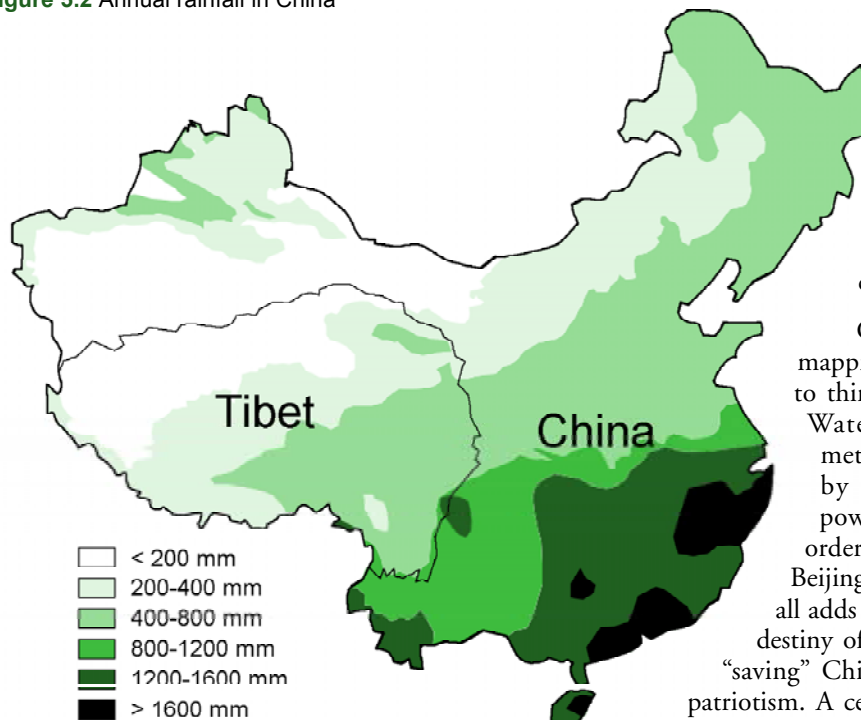 igure Annual rainfall in China
mapp
to thin
Wate
Tibet
China
met
by
pow
order
Beijing
all adds
destiny of
“saving” Chi
patriotism. A ce
< 200 mm
200-400 mm
400-800 mm
800-1200 mm
1200-1600 mm
> 1600 mm